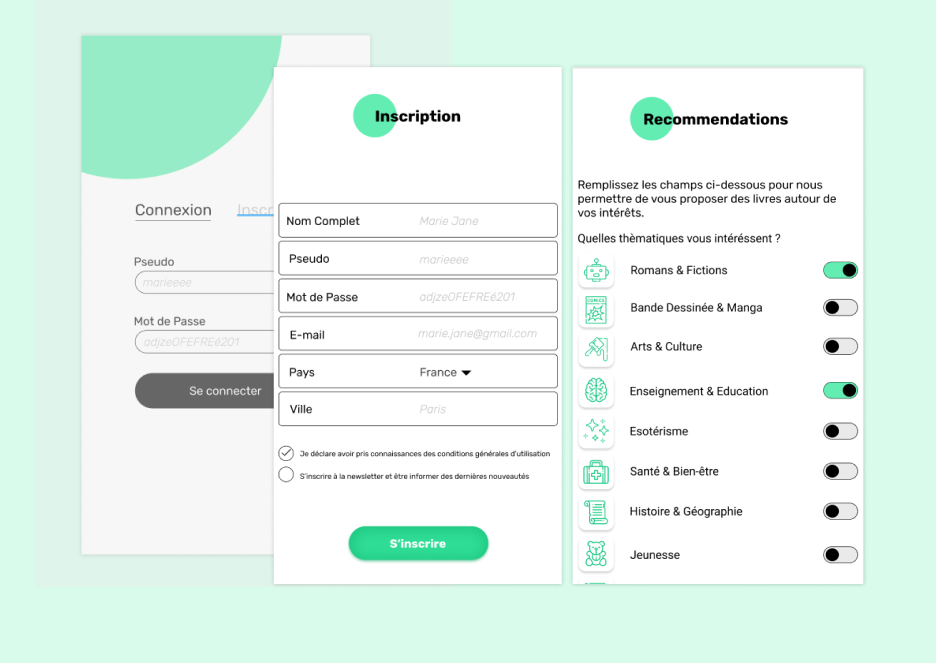 Connexion
Inscr
Pseudo
marieeee
Mot de Passe
adjzeOFEFREé201
Se connecter
Inscription
Nom Complet Marie Jane
Pseudo marieeee
Mot de Passe adjzeOFEFREé201
E-mail marie.jane@gmail.com
Pays France
Ville Paris
Je déclare avoir pris connaissances des conditions générales d'utilisation
S'inscrire à la newsletter et être informer des dernières nouveautés
S'inscrire
Recommendations
Remplissez les champs ci-dessous pour nous
permettre de vous proposer des livres autour de
vos intérêts.
Quelles thèmatiques vous intéréssent ?
Romans & Fictions
COMICS
Bande Dessinée & Manga
Arts & Culture
Enseignement & Education
Esotérisme
Santé & Bien-être
Histoire & Géographie
Jeunesse